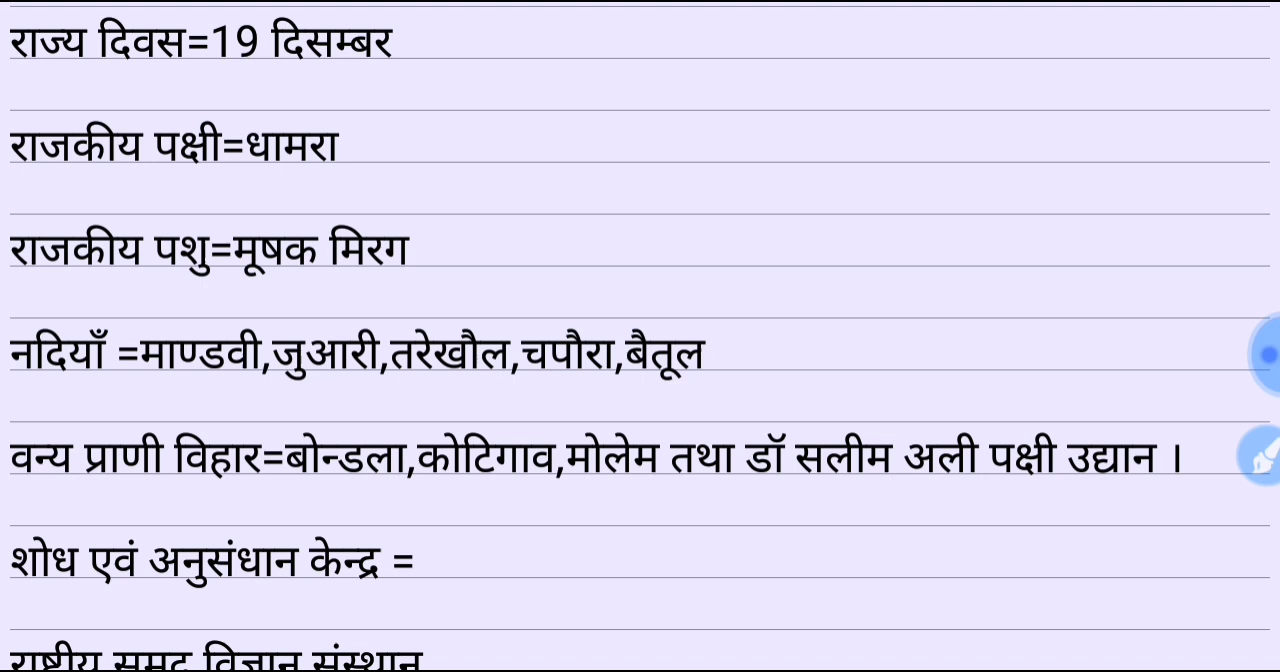 राज्य दिवस=19 दिसम्बर
राजकीय पक्षी=धामरा
राजकीय पशु=मूषक मिरग
नदियाँ =माण्डवी,जुआरी,तरेखौल,चपौरा,बैतूल
वन्य प्राणी विहार=बोन्डला,कोटिगाव,मोलेम तथा डॉ सलीम अली पक्षी उद्यान ।
शोध एवं अनुसंधान केन्द्र =
राष्टीय समुद्र विज्ञान संस्थान